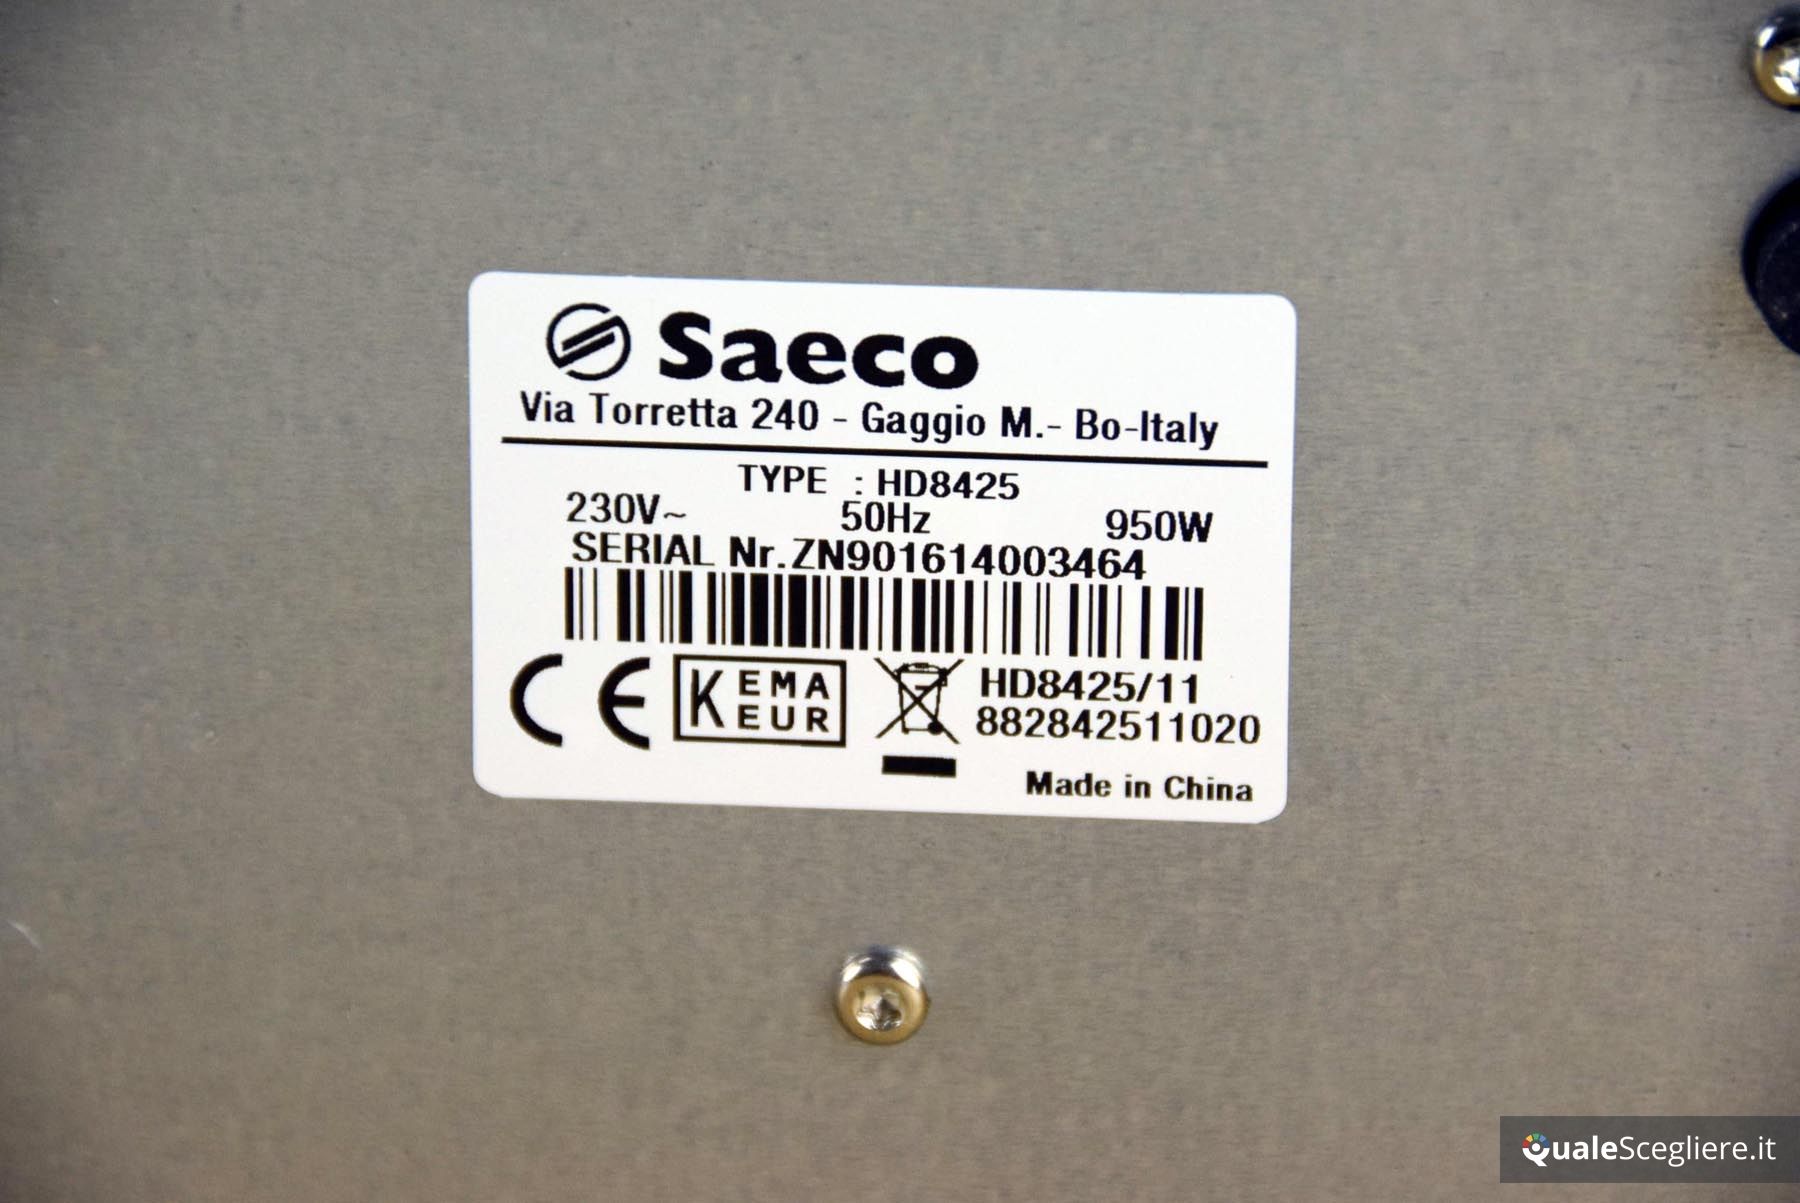 Saeco
Via Torretta 240 - Gaggio M.- Bo-Italy
TYPE : HD8425
230V~ 50Hz 950W
SERIAL Nr.ZN901614003464
CE KEMA EUR HD8425/11
882842511020
Made in China
QualeScegliere.it